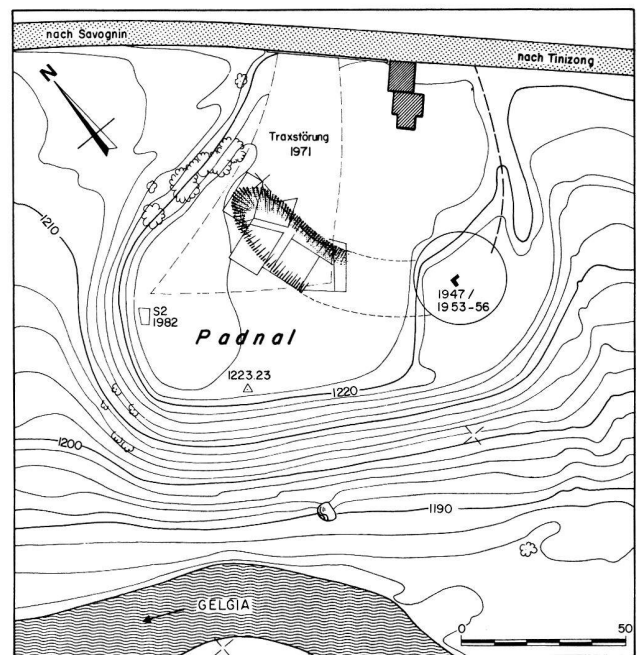 nach Savognin
nach Tinizong
N
Traxstörung
1971
1210
1947 /
1953-56
S2
1982
Padnal
1223.23
1220
1200
1190
GELGIA
0
50